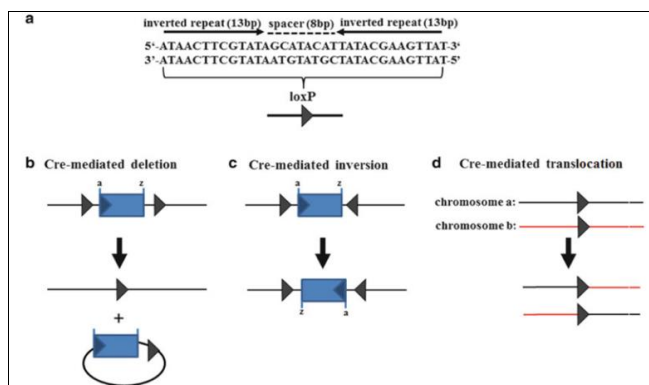 a
inverted repeat (13bp) spacer (8bp) inverted repeat (13bp)
5‘-ATAACTTCGTATAGCATACATTATACGAAGTTAT-3‘
3’-ATAACTTCGTATAATGTATGCTATACGAAGTTAT-5’
loxP
b Cre-mediated deletion
a z
+
c Cre-mediated inversion
a z
z a
d Cre-mediated translocation
chromosome a:
chromosome b: